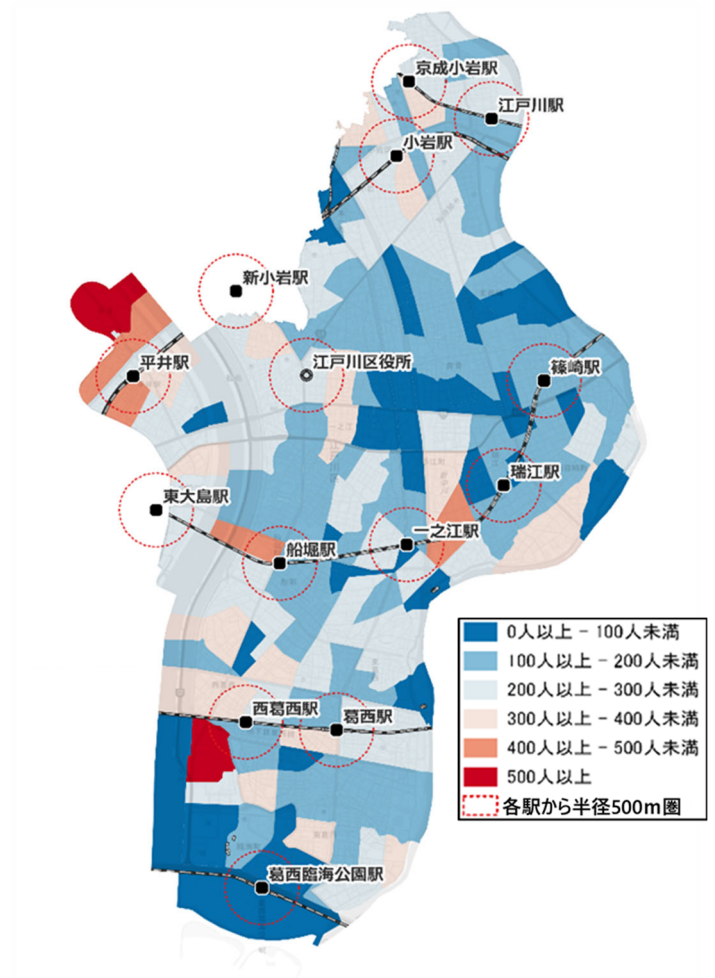 京成小岩駅
江戸川駅
小岩駅
新小岩駅
平井駅
江戸川区役所
篠崎駅
東大島駅
瑞江駅
一之江駅
船堀駅
西葛西駅
葛西駅
葛西臨海公園駅
0人以上 - 100人未満
100人以上 - 200人未満
200人以上 - 300人未満
300人以上 - 400人未満
400人以上 - 500人未満
500人以上
各駅から半径500m圏